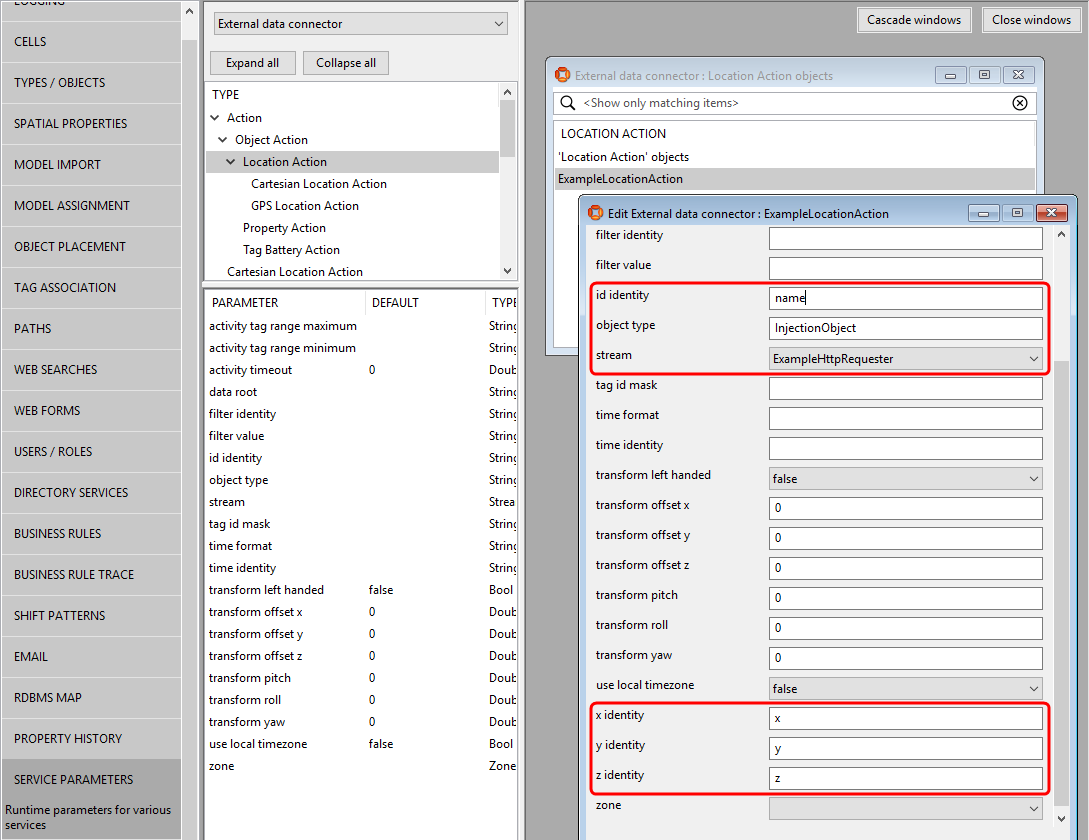 LOGGING
CELLS
TYPES / OBJECTS
SPATIAL PROPERTIES
MODEL IMPORT
MODEL ASSIGNMENT
OBJECT PLACEMENT
TAG ASSOCIATION
PATHS
WEB SEARCHES
WEB FORMS
USERS / ROLES
DIRECTORY SERVICES
BUSINESS RULES
BUSINESS RULE TRACE
SHIFT PATTERNS
EMAIL
RDBMS MAP
PROPERTY HISTORY
SERVICE PARAMETERS
Runtime parameters for various
services
External data connector
Expand all Collapse all
TYPE
Action
Object Action
Location Action
Cartesian Location Action
GPS Location Action
Property Action
Tag Battery Action
Cartesian Location Action
PARAMETER DEFAULT TYPE
activity tag range maximum String
activity tag range minimum String
activity timeout 0 Doub
data root String
filter identity String
filter value String
id identity String
object type String
stream Strea
tag id mask String
time format String
time identity String
transform left handed false Bool
transform offset x 0 Doub
transform offset y 0 Doub
transform offset z 0 Doub
transform pitch 0 Doub
transform roll 0 Doub
transform yaw 0 Doub
use local timezone false Bool
zone Zone
Cascade windows Close windows
External data connector : Location Action objects
<Show only matching items>
LOCATION ACTION
'Location Action' objects
ExampleLocationAction
Edit External data connector : ExampleLocationAction
filter identity
filter value
id identity name
object type InjectionObject
stream ExampleHttpRequester
tag id mask
time format
time identity
transform left handed false
transform offset x 0
transform offset y 0
transform offset z 0
transform pitch 0
transform roll 0
transform yaw 0
use local timezone false
x identity x
y identity y
z identity z
zone